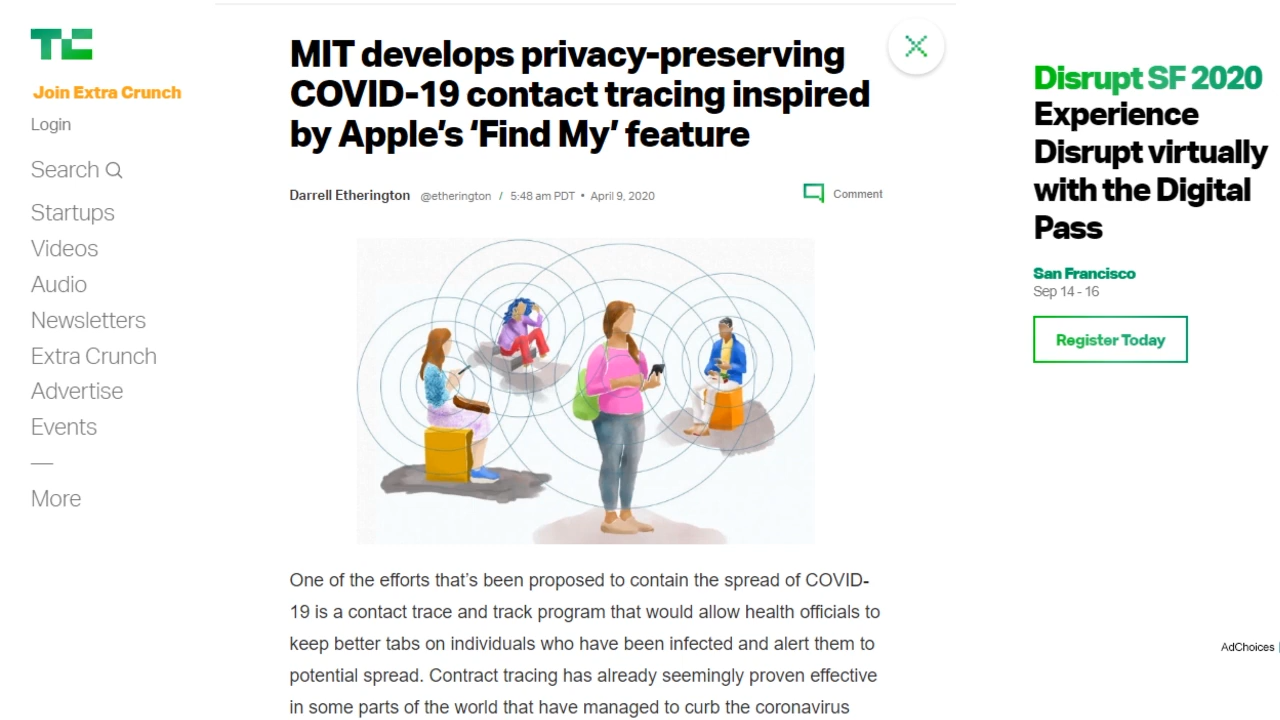 TC
Join Extra Crunch
Login
Search
Startups
Videos
Audio
Newsletters
Extra Crunch
Advertise
Events
—
More
MIT develops privacy-preserving
COVID-19 contact tracing inspired
by Apple’s ‘Find My’ feature
Darrell Etherington @etherington / 5:48 am PDT • April 9, 2020
Comment
One of the efforts that’s been proposed to contain the spread of COVID-
19 is a contact trace and track program that would allow health officials to
keep better tabs on individuals who have been infected and alert them to
potential spread. Contract tracing has already seemingly proven effective
in some parts of the world that have managed to curb the coronavirus
Disrupt SF 2020
Experience
Disrupt virtually
with the Digital
Pass
San Francisco
Sep 14 - 16
Register Today
AdChoices